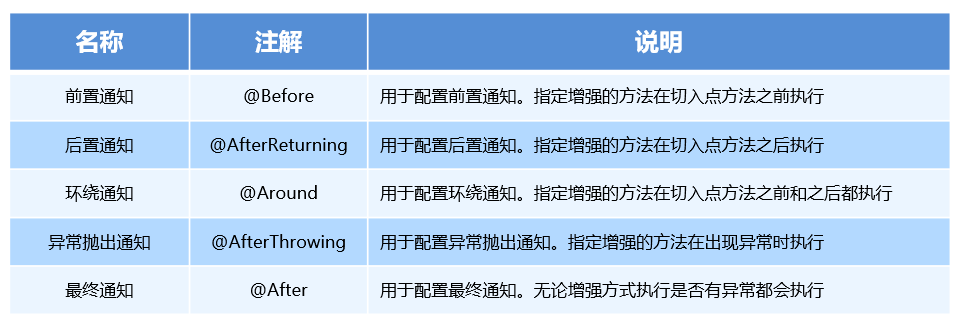 名称 注解 说明
前置通知 @Before 用于配置前置通知。指定增强的方法在切入点方法之前执行
后置通知 @AfterReturning 用于配置后置通知。指定增强的方法在切入点方法之后执行
环绕通知 @Around 用于配置环绕通知。指定增强的方法在切入点方法之前和之后都执行
异常抛出通知 @AfterThrowing 用于配置异常抛出通知。指定增强的方法在出现异常时执行
最终通知 @After 用于配置最终通知。无论增强方式执行是否有异常都会执行